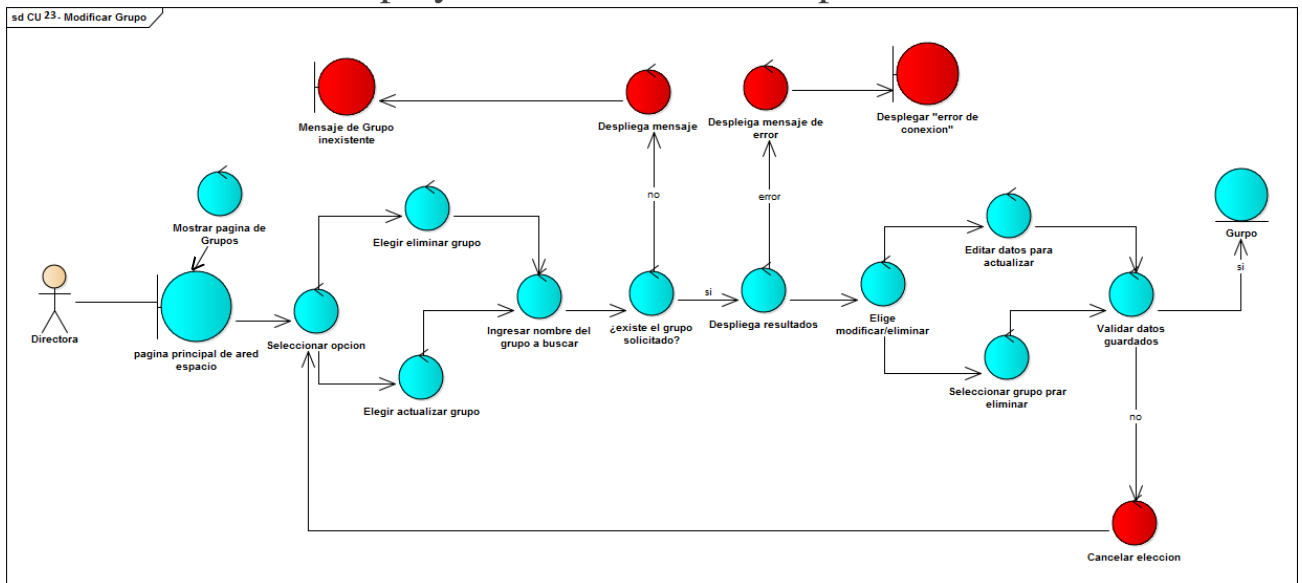 sd CU 23- Modificar Grupo
Mensaje de Grupo
inexistente
Despliega mensaje
Despleiga mensaje de
error
Desplegar "error de
conexion"
no
error
Mostrar pagina de
Grupos
Elegir eliminar grupo
Editar datos para
actualizar
Gurpo
si
Directora
pagina principal de ared
espacio
Seleccionar opcion
Ingresar nombre del
grupo a buscar
¿existe el grupo
solicitado?
si
Despliega resultados
Elige
modificar/eliminar
Validar datos
guardados
Elegir actualizar grupo
Seleccionar grupo prar
eliminar
no
Cancelar eleccion